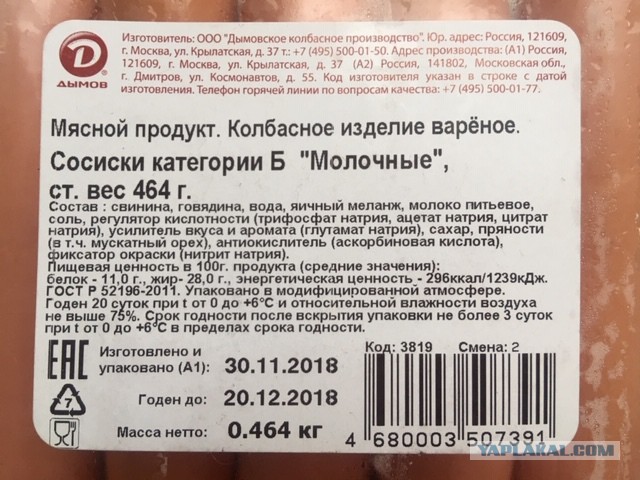 Изготовитель: ООО "Дымовское колбасное производство". Юр. адрес: Россия, 121609,
г. Москва, ул. Крылатская, д. 37 т.: +7 (495) 500-01-50. Адрес производства: (А1) Россия,
121609, г. Москва, ул. Крылатская, д. 37 (А2) Россия, 141802, Московская обл.,
г. Дмитров, ул. Космонавтов, д. 55. Код изготовителя указан в строке с датой
изготовления. Телефон горячей линии по вопросам качества: +7 (495) 500-01-77.
Д
ДЫМОВ
Мясной продукт. Колбасное изделие варёное.
Сосиски категории Б "Молочные",
ст. вес 464 г.
Состав : свинина, говядина, вода, яичный меланж, молоко питьевое,
соль, регулятор кислотности (трифосфат натрия, ацетат натрия, цитрат
натрия), усилитель вкуса и аромата (глутамат натрия), сахар, пряности
(в т.ч. мускатный орех), антиокислитель (аскорбиновая кислота),
фиксатор окраски (нитрит натрия).
Пищевая ценность в 100г. продукта (средние значения):
белок - 11,0 г., жир- 28,0 г., энергетическая ценность - 296ккал/1239кДж.
ГОСТ Р 52196-2011. Упаковано в модифицированной атмосфере.
Годен 20 суток при t от 0 до +6°С и относительной влажности воздуха
не выше 75%. Срок годности после вскрытия упаковки не более 3 суток
при t от 0 до +6°С в пределах срока годности.
ЕАС
Изготовлено и
упаковано (А1): 30.11.2018
Код: 3819 Смена: 2
7
Годен до: 20.12.2018
Масса нетто: 0.464 кг
4 680003 507391
YAPLAKAL.COM